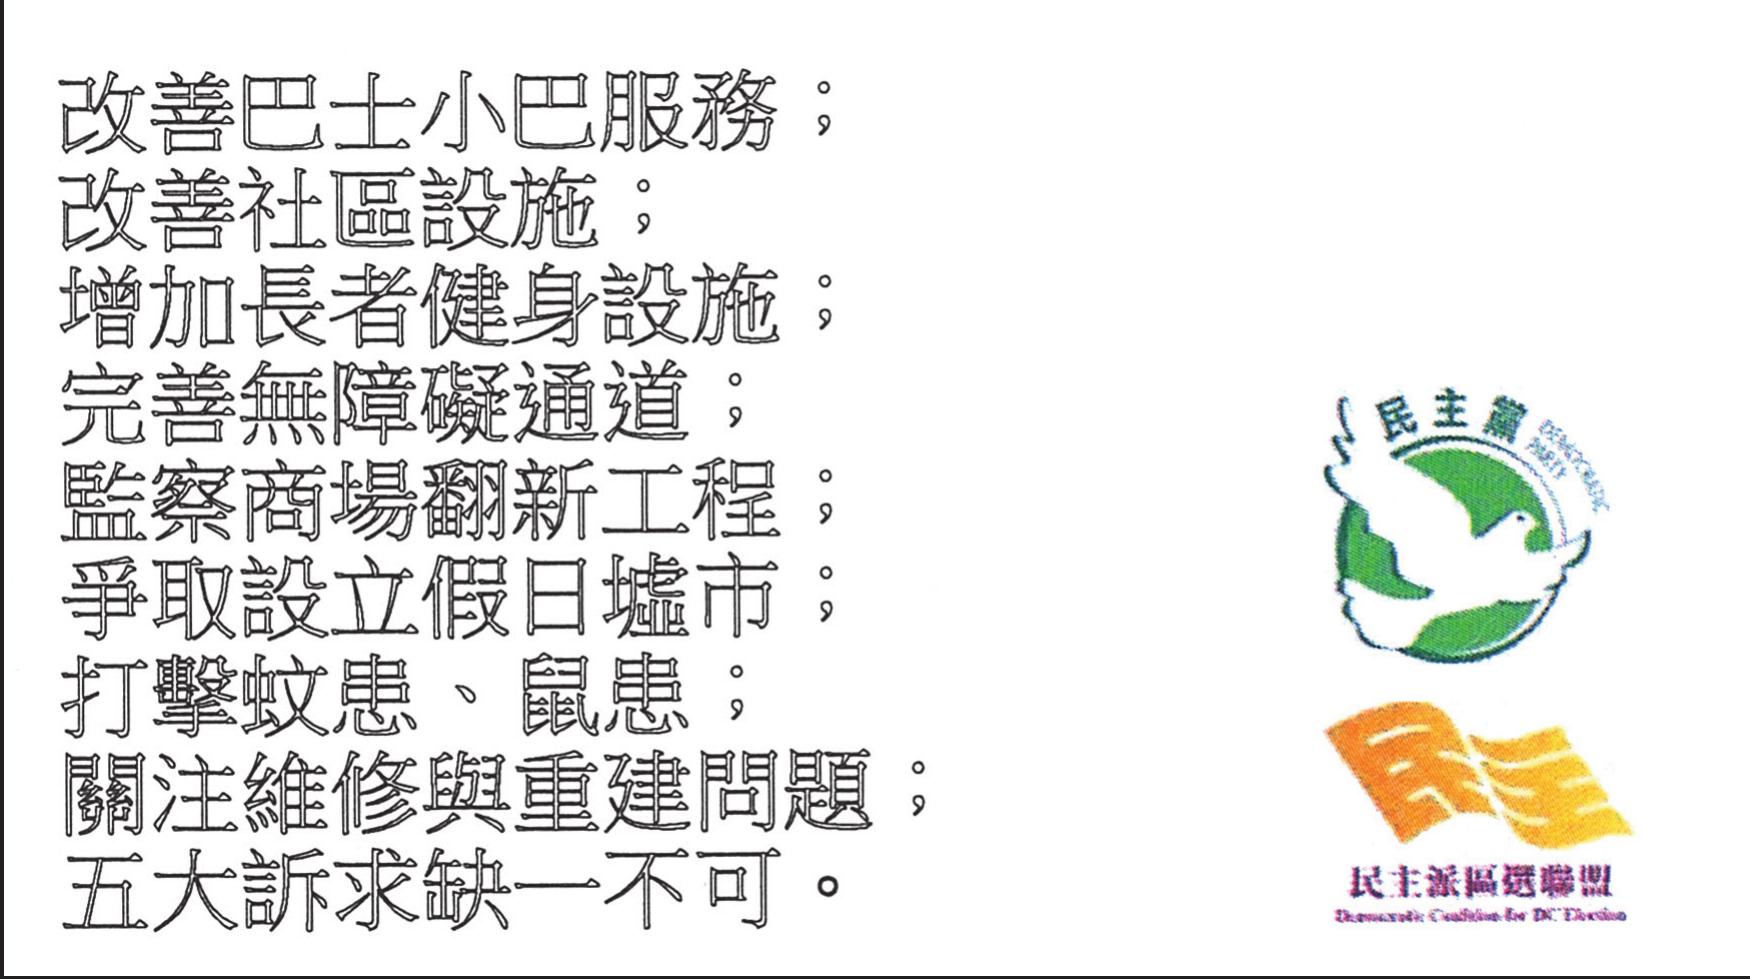 改善巴士小巴服務；
改善社區設施；
增加長者健身設施；
完善無障礙通道；
監察商場翻新工程；
爭取設立假日墟市；
打擊蚊患、鼠患；
關注維修與重建問題；
五大訴求缺一不可。
民主黨 DEMOCRATIC PARTY
民主
民主派區選聯盟
Democratic Coalition for DC Election